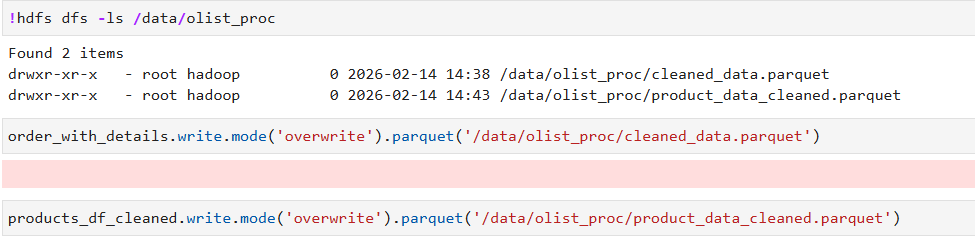 !hdfs dfs -ls /data/olist_proc
Found 2 items
drwxr-xr-x   - root hadoop          0 2026-02-14 14:38 /data/olist_proc/cleaned_data.parquet
drwxr-xr-x   - root hadoop          0 2026-02-14 14:43 /data/olist_proc/product_data_cleaned.parquet
order_with_details.write.mode('overwrite').parquet('/data/olist_proc/cleaned_data.parquet')
products_df_cleaned.write.mode('overwrite').parquet('/data/olist_proc/product_data_cleaned.parquet')